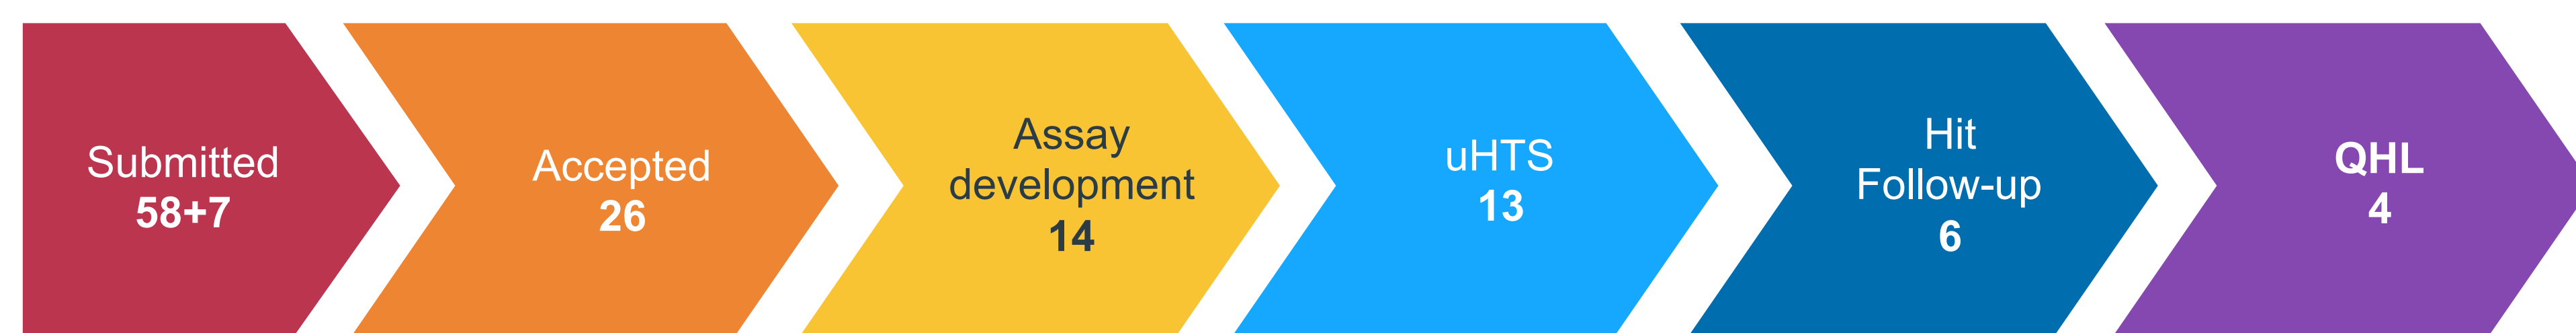 Submitted
58+7
Accepted
26
Assay
development
14
uHTS
13
Hit
Follow-up
6
QHL
4